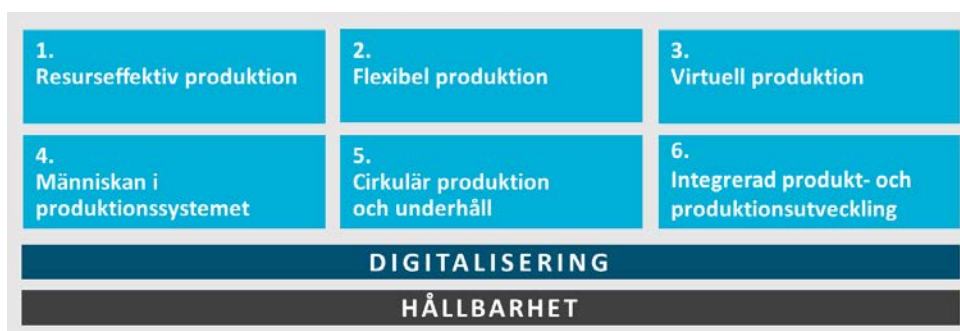 1.
Resurseffektiv produktion
2.
Flexibel produktion
3.
Virtuell produktion
4.
Människan i
produktionssystemet
5.
Cirkulär produktion
och underhåll
6.
Integrerad produkt- och
produktionsutveckling
DIGITALISERING
HÅLLBARHET